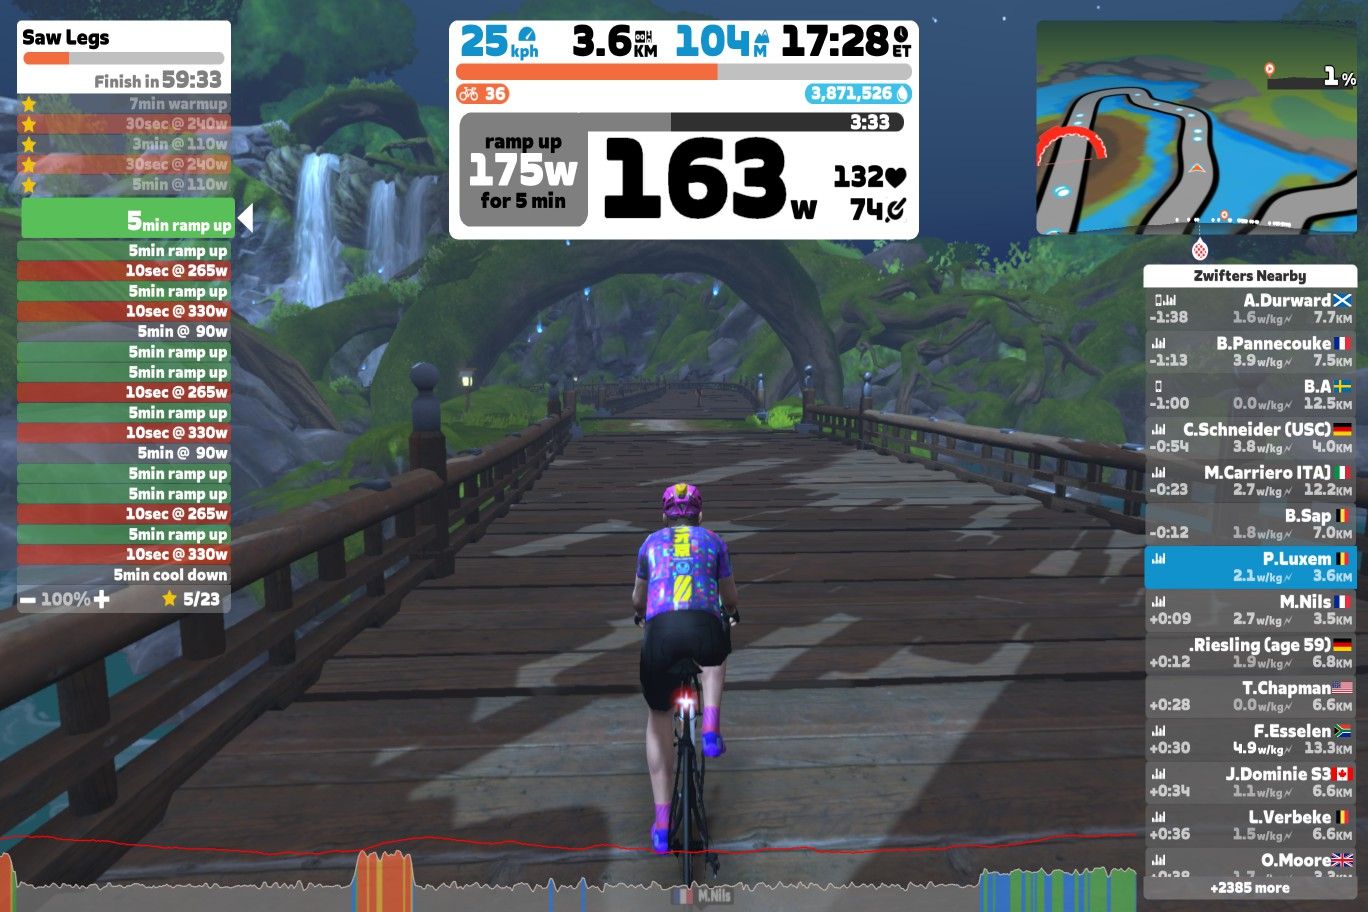 Saw Legs
Finish in 59:33
7min warmup
30sec @ 240w
3min @ 110w
30sec @ 240w
5min @ 110w
5min ramp up
5min ramp up
10sec @ 265w
5min ramp up
10sec @ 330w
5min @ 90w
5min ramp up
5min ramp up
10sec @ 265w
5min ramp up
10sec @ 330w
5min @ 90w
5min ramp up
5min ramp up
10sec @ 265w
5min ramp up
10sec @ 330w
5min cool down
− 100% + 5/23
25kph 3.6KM 104M 17:28ET
36 3,871,526
3:33
ramp up
175w
for 5 min
163w
132
74
1%
Zwifters Nearby
A.Durward
-1:38 1.6w/kg 7.7KM
B.Pannecouke
-1:13 3.9w/kg 7.5KM
B.A
-1:00 0.0w/kg 12.5KM
C.Schneider (USC)
-0:54 3.8w/kg 4.0KM
M.Carriero ITA]
-0:23 2.7w/kg 12.2KM
B.Sap
-0:12 1.8w/kg 7.0KM
P.Luxem
2.1w/kg 3.6KM
M.Nils
+0:09 2.7w/kg 3.5KM
.Riesling (age 59)
+0:12 1.9w/kg 6.8KM
T.Chapman
+0:28 0.0w/kg 6.6KM
F.Esselen
+0:30 4.9w/kg 13.3KM
J.Dominie S3
+0:34 1.1w/kg 6.6KM
L.Verbeke
+0:36 1.5w/kg 6.6KM
O.Moore
+2385 more
M.Nils